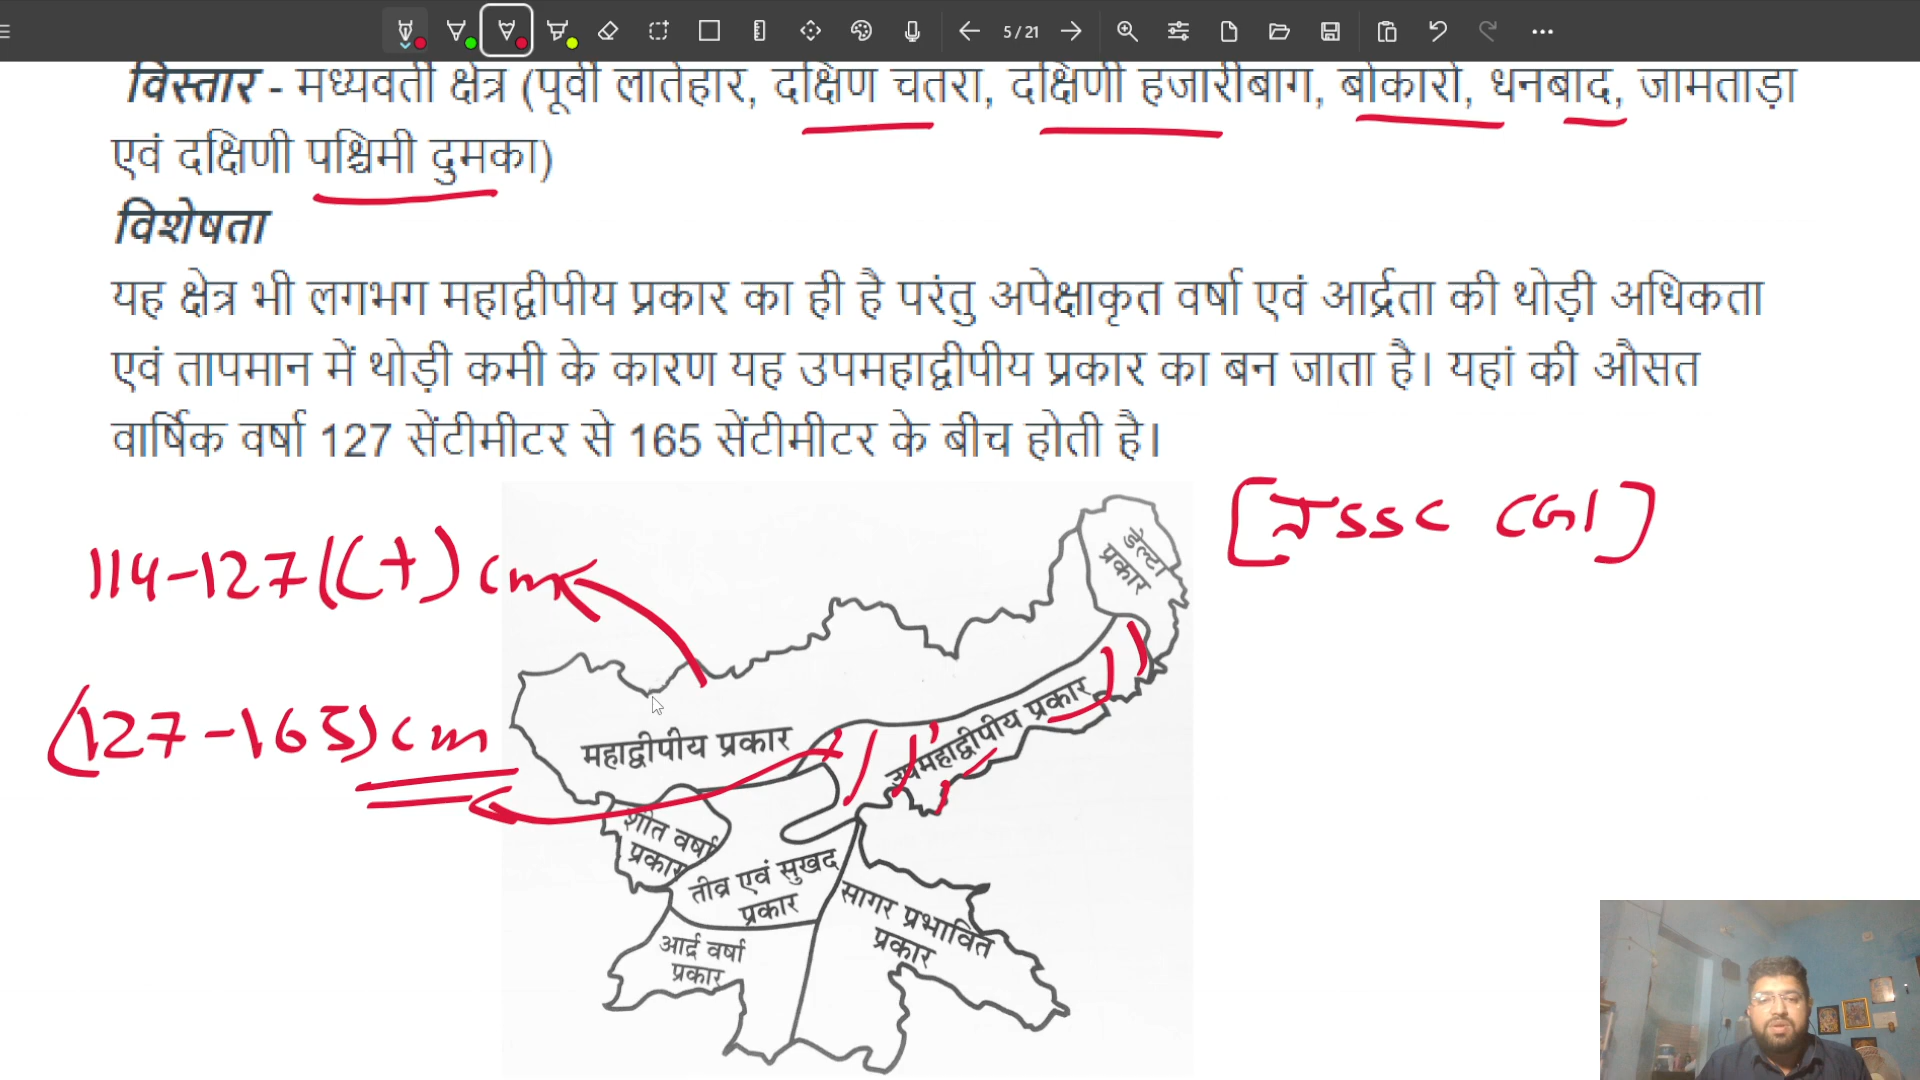 5 / 21
विस्तार - मध्यवर्ती क्षेत्र (पूर्वी लातेहार, दक्षिण चतरा, दक्षिणी हजारीबाग, बोकारो, धनबाद, जामताड़ा
एवं दक्षिणी पश्चिमी दुमका)
विशेषता
यह क्षेत्र भी लगभग महाद्वीपीय प्रकार का ही है परंतु अपेक्षाकृत वर्षा एवं आर्द्रता की थोड़ी अधिकता
एवं तापमान में थोड़ी कमी के कारण यह उपमहाद्वीपीय प्रकार का बन जाता है। यहां की औसत
वार्षिक वर्षा 127 सेंटीमीटर से 165 सेंटीमीटर के बीच होती है।
[JSSC CGL]
114-127 (+) cm
(127-165) cm
डेल्टा
प्रकार
महाद्वीपीय प्रकार
उपमहाद्वीपीय प्रकार
शीत वर्षा
प्रकार
तीव्र एवं सुखद
प्रकार
सागर प्रभावित
प्रकार
आर्द्र वर्षा
प्रकार